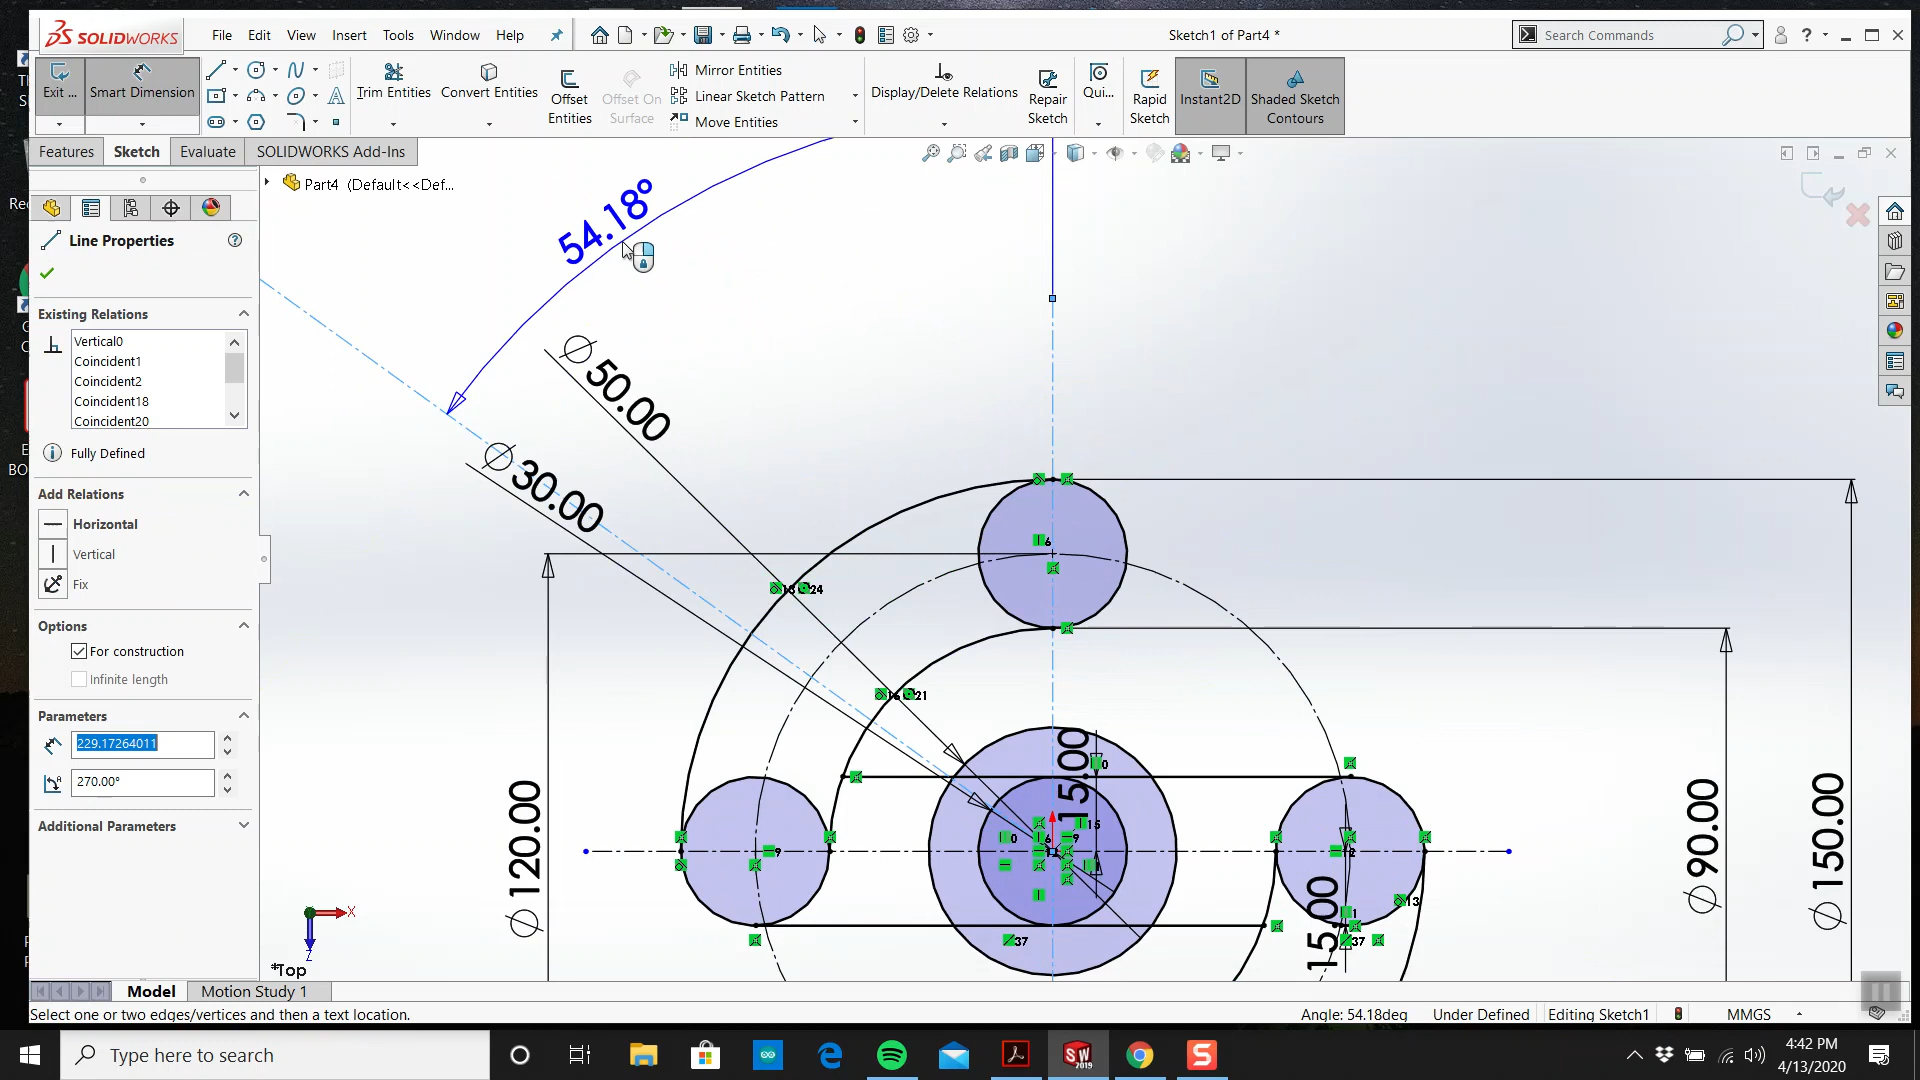 SOLIDWORKS
File Edit View Insert Tools Window Help
Sketch1 of Part4 *
Search Commands
Exit ...
Smart Dimension
Trim Entities
Convert Entities
Offset Entities
Offset On Surface
Mirror Entities
Linear Sketch Pattern
Move Entities
Display/Delete Relations
Repair Sketch
Qui...
Rapid Sketch
Instant2D
Shaded Sketch Contours
Features Sketch Evaluate SOLIDWORKS Add-Ins
Part4 (Default<<Def...
Line Properties
Existing Relations
Vertical0
Coincident1
Coincident2
Coincident18
Coincident20
Fully Defined
Add Relations
Horizontal
Vertical
Fix
Options
For construction
Infinite length
Parameters
229.17264011
270.00°
Additional Parameters
54.18°
∅ 50.00
∅ 30.00
∅ 120.00
15.00
15.00
∅ 90.00
∅ 150.00
X
Z
*Top
Model Motion Study 1
Select one or two edges/vertices and then a text location.
Angle: 54.18deg Under Defined Editing Sketch1 MMGS
Type here to search
4:42 PM
4/13/2020